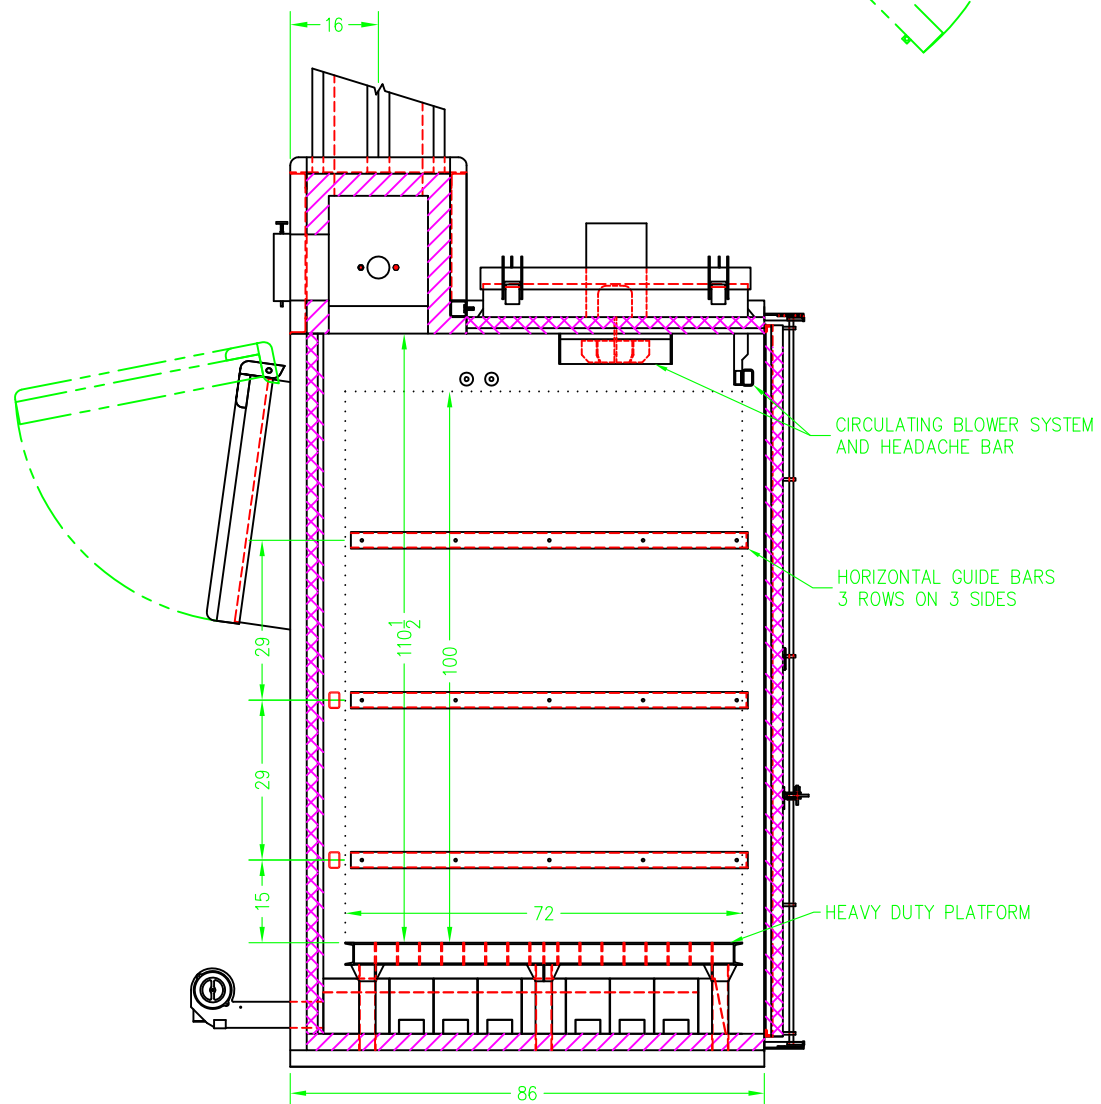 16
CIRCULATING BLOWER SYSTEM
AND HEADACHE BAR
HORIZONTAL GUIDE BARS
3 ROWS ON 3 SIDES
29
110 1/2
100
29
15
72
HEAVY DUTY PLATFORM
86